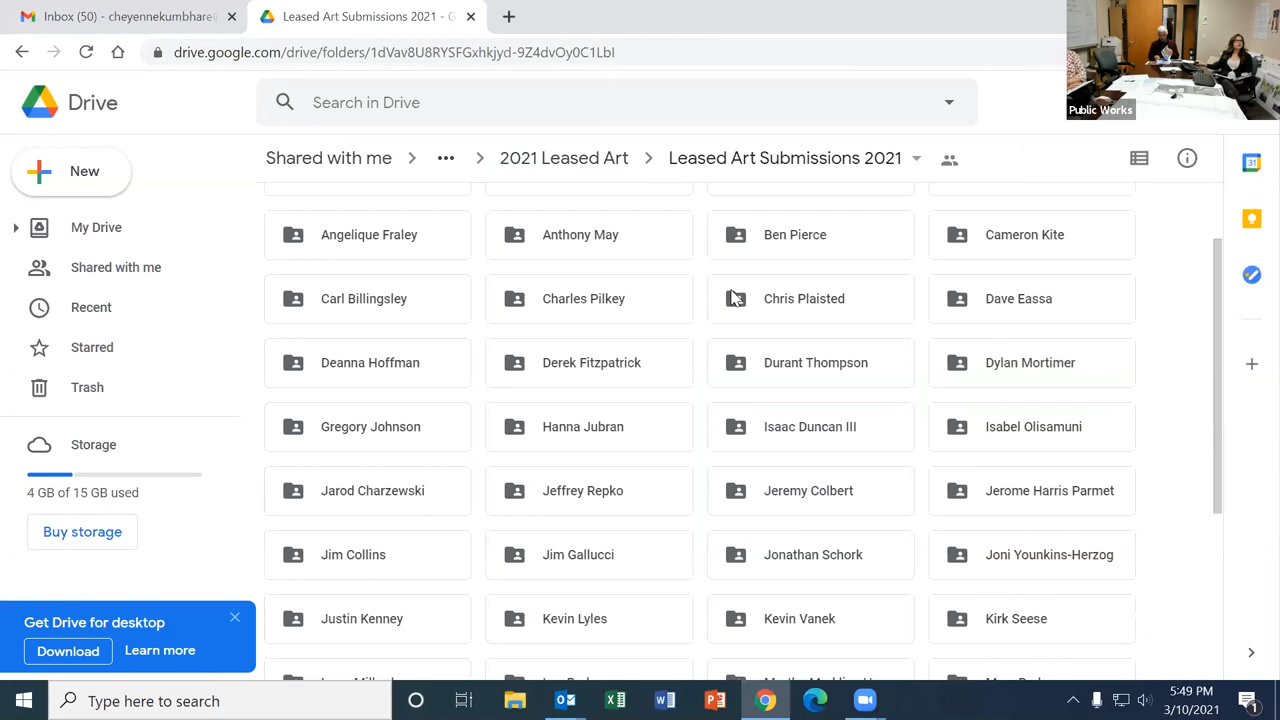 Inbox (50) - cheyennekumbhare@
Leased Art Submissions 2021 - G
drive.google.com/drive/folders/1dVav8U8RYSFGxhkjyd-9Z4dvOy0C1LbI
Public Works
Drive
Search in Drive
New
Shared with me
2021 Leased Art
Leased Art Submissions 2021
My Drive
Shared with me
Recent
Starred
Trash
Storage
4 GB of 15 GB used
Buy storage
Get Drive for desktop
Download
Learn more
Angelique Fraley
Anthony May
Ben Pierce
Cameron Kite
Carl Billingsley
Charles Pilkey
Chris Plaisted
Dave Eassa
Deanna Hoffman
Derek Fitzpatrick
Durant Thompson
Dylan Mortimer
Gregory Johnson
Hanna Jubran
Isaac Duncan III
Isabel Olisamuni
Jarod Charzewski
Jeffrey Repko
Jeremy Colbert
Jerome Harris Parmet
Jim Collins
Jim Gallucci
Jonathan Schork
Joni Younkins-Herzog
Justin Kenney
Kevin Lyles
Kevin Vanek
Kirk Seese
31
Type here to search
5:49 PM
3/10/2021
1